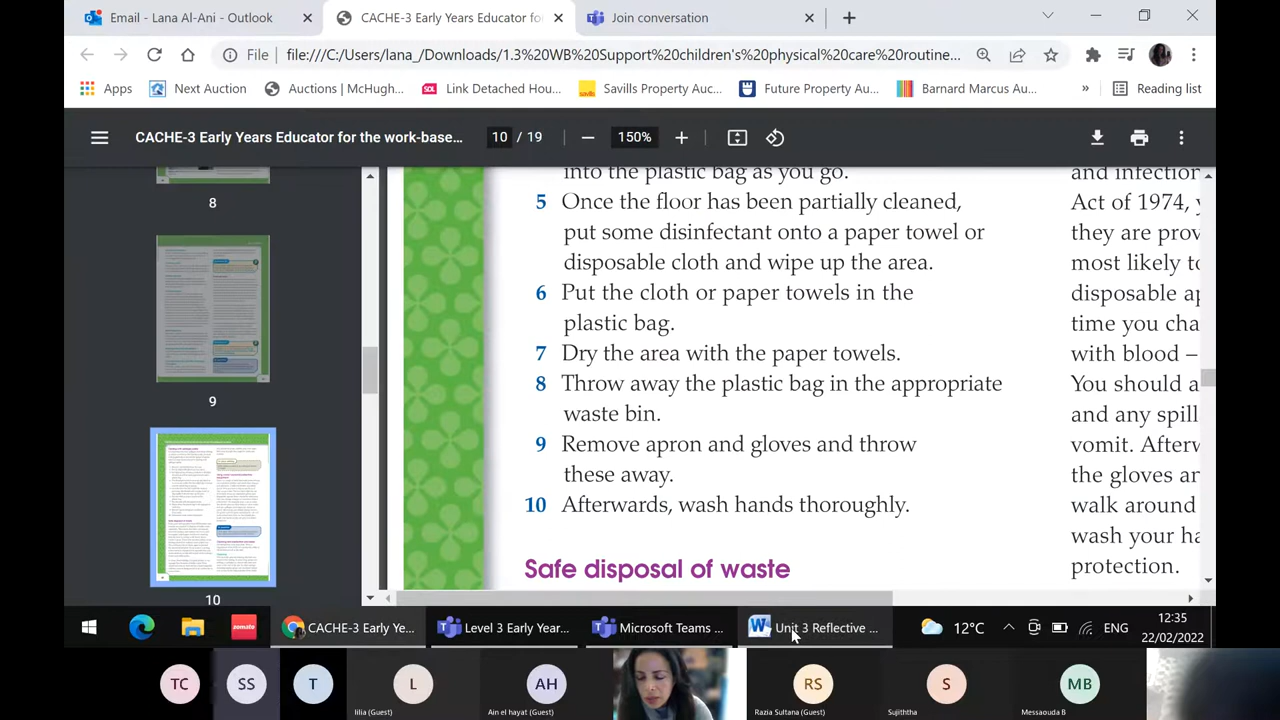 Email - Lana Al-Ani - Outlook
CACHE-3 Early Years Educator fo
Join conversation
File
file:///C:/Users/lana_/Downloads/1.3%20WB%20Support%20children's%20physical%20care%20routine...
Apps
Next Auction
Auctions | McHugh...
SDL
Link Detached Hou...
savills
Savills Property Auc...
Future Property Au...
Barnard Marcus Au...
»
Reading list
CACHE-3 Early Years Educator for the work-base...
10 / 19
150%
8
9
10
into the plastic bag as you go.
5 Once the floor has been partially cleaned,
put some disinfectant onto a paper towel or
disposable cloth and wipe up the area.
6 Put the cloth or paper towels in the
plastic bag.
7 Dry the area with the paper towels.
8 Throw away the plastic bag in the appropriate
waste bin.
9 Remove apron and gloves and throw
these away.
10 Afterwards, wash hands thoroughly.
Safe disposal of waste
and infection
Act of 1974, y
they are prov
most likely to
disposable ap
time you cha
with blood –
You should a
and any spill
vomit. Afterw
the gloves an
walk around
wash your ha
protection.
zomato
CACHE-3 Early Ye...
Level 3 Early Year...
Microsoft Teams ...
Unit 3 Reflective ...
12°C
ENG
12:35
22/02/2022
TC
SS
T
L
lilia (Guest)
AH
Ain el hayat (Guest)
RS
Razia Sultana (Guest)
S
Sujiththa
MB
Messaouda B